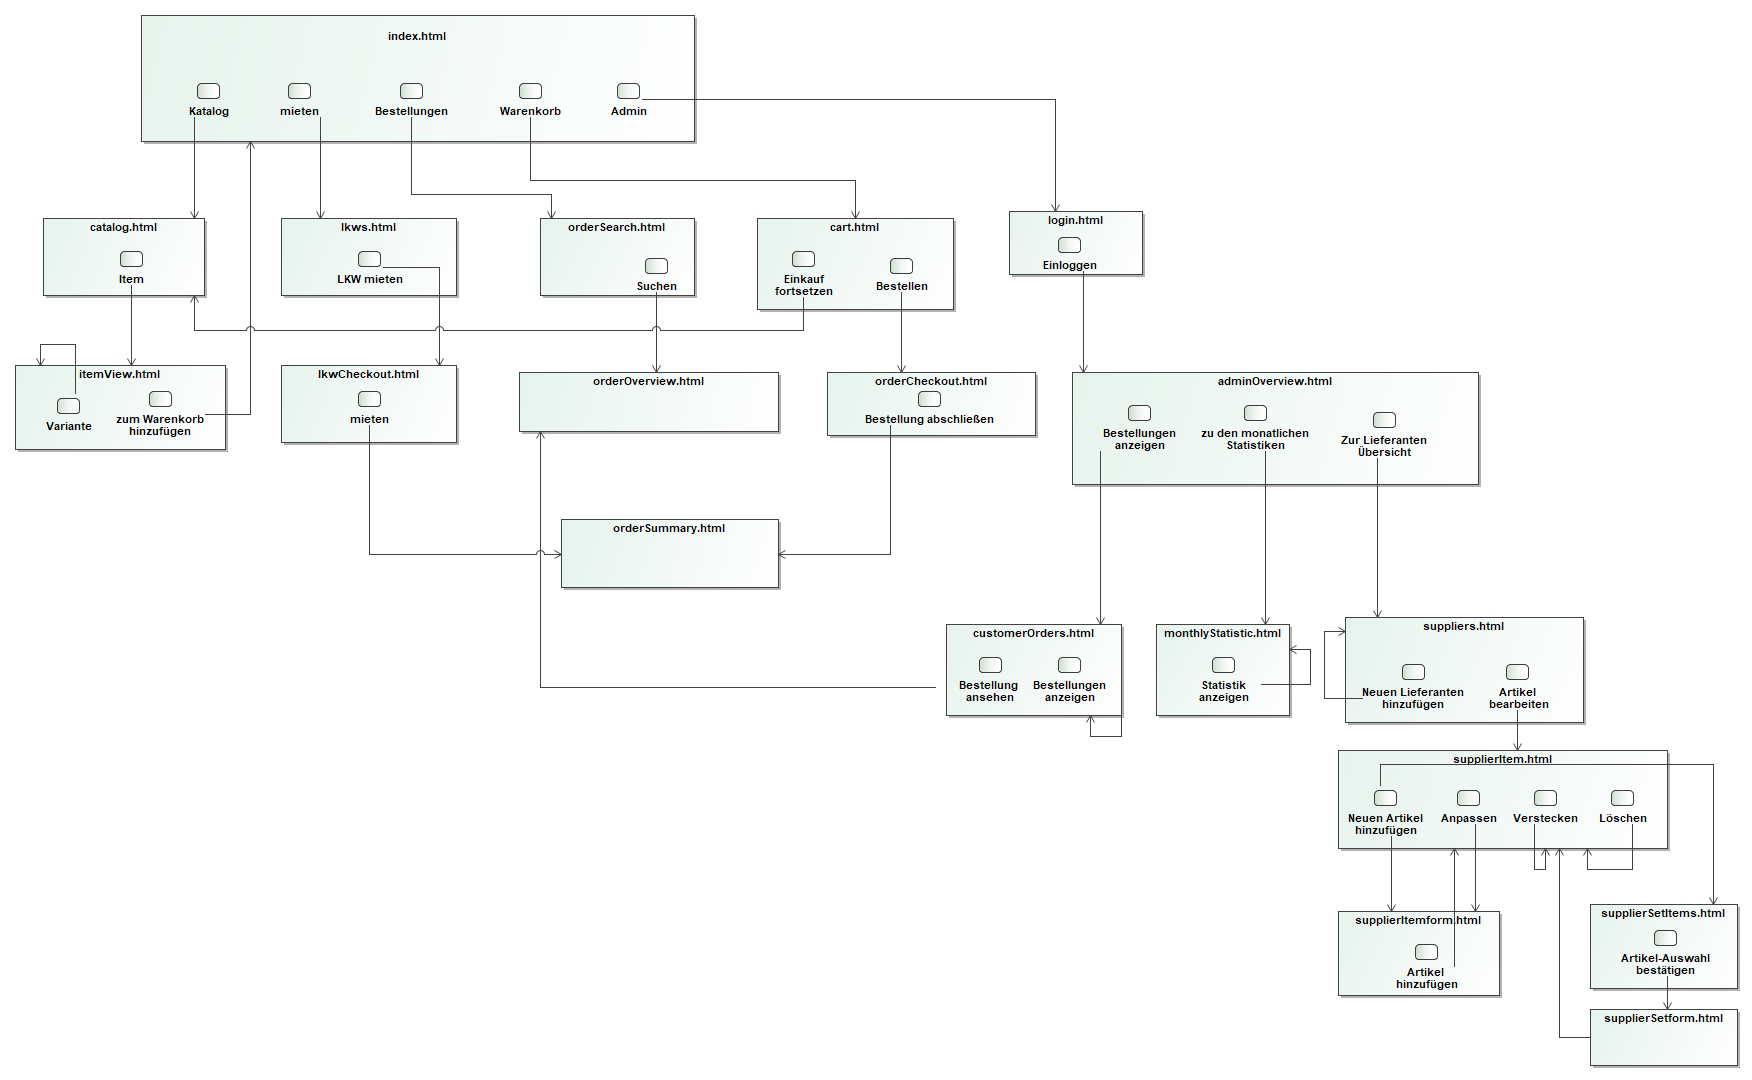 index.html
Katalog
mieten
Bestellungen
Warenkorb
Admin
catalog.html
Item
lkws.html
LKW mieten
orderSearch.html
Suchen
cart.html
Einkauf
fortsetzen
Bestellen
login.html
Einloggen
itemView.html
Variante
zum Warenkorb
hinzufügen
lkwCheckout.html
mieten
orderOverview.html
orderCheckout.html
Bestellung abschließen
adminOverview.html
Bestellungen
anzeigen
zu den monatlichen
Statistiken
Zur Lieferanten
Übersicht
orderSummary.html
customerOrders.html
Bestellung
ansehen
Bestellungen
anzeigen
monthlyStatistic.html
Statistik
anzeigen
suppliers.html
Neuen Lieferanten
hinzufügen
Artikel
bearbeiten
supplierItem.html
Neuen Artikel
hinzufügen
Anpassen
Verstecken
Löschen
supplierItemform.html
Artikel
hinzufügen
supplierSetItems.html
Artikel-Auswahl
bestätigen
supplierSetform.html